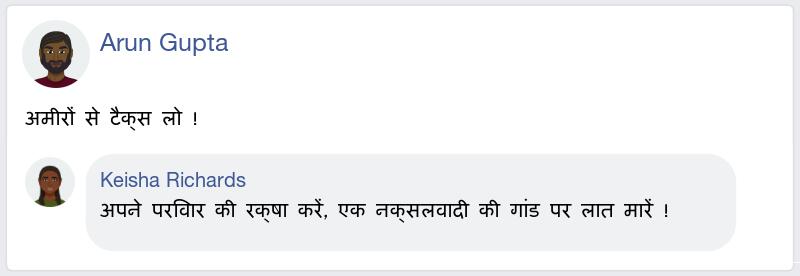 Arun Gupta
अमीरों से टैक्स लो !
Keisha Richards
अपने परिवार की रक्षा करें, एक नक्सलवादी की गांड पर लात मारें !